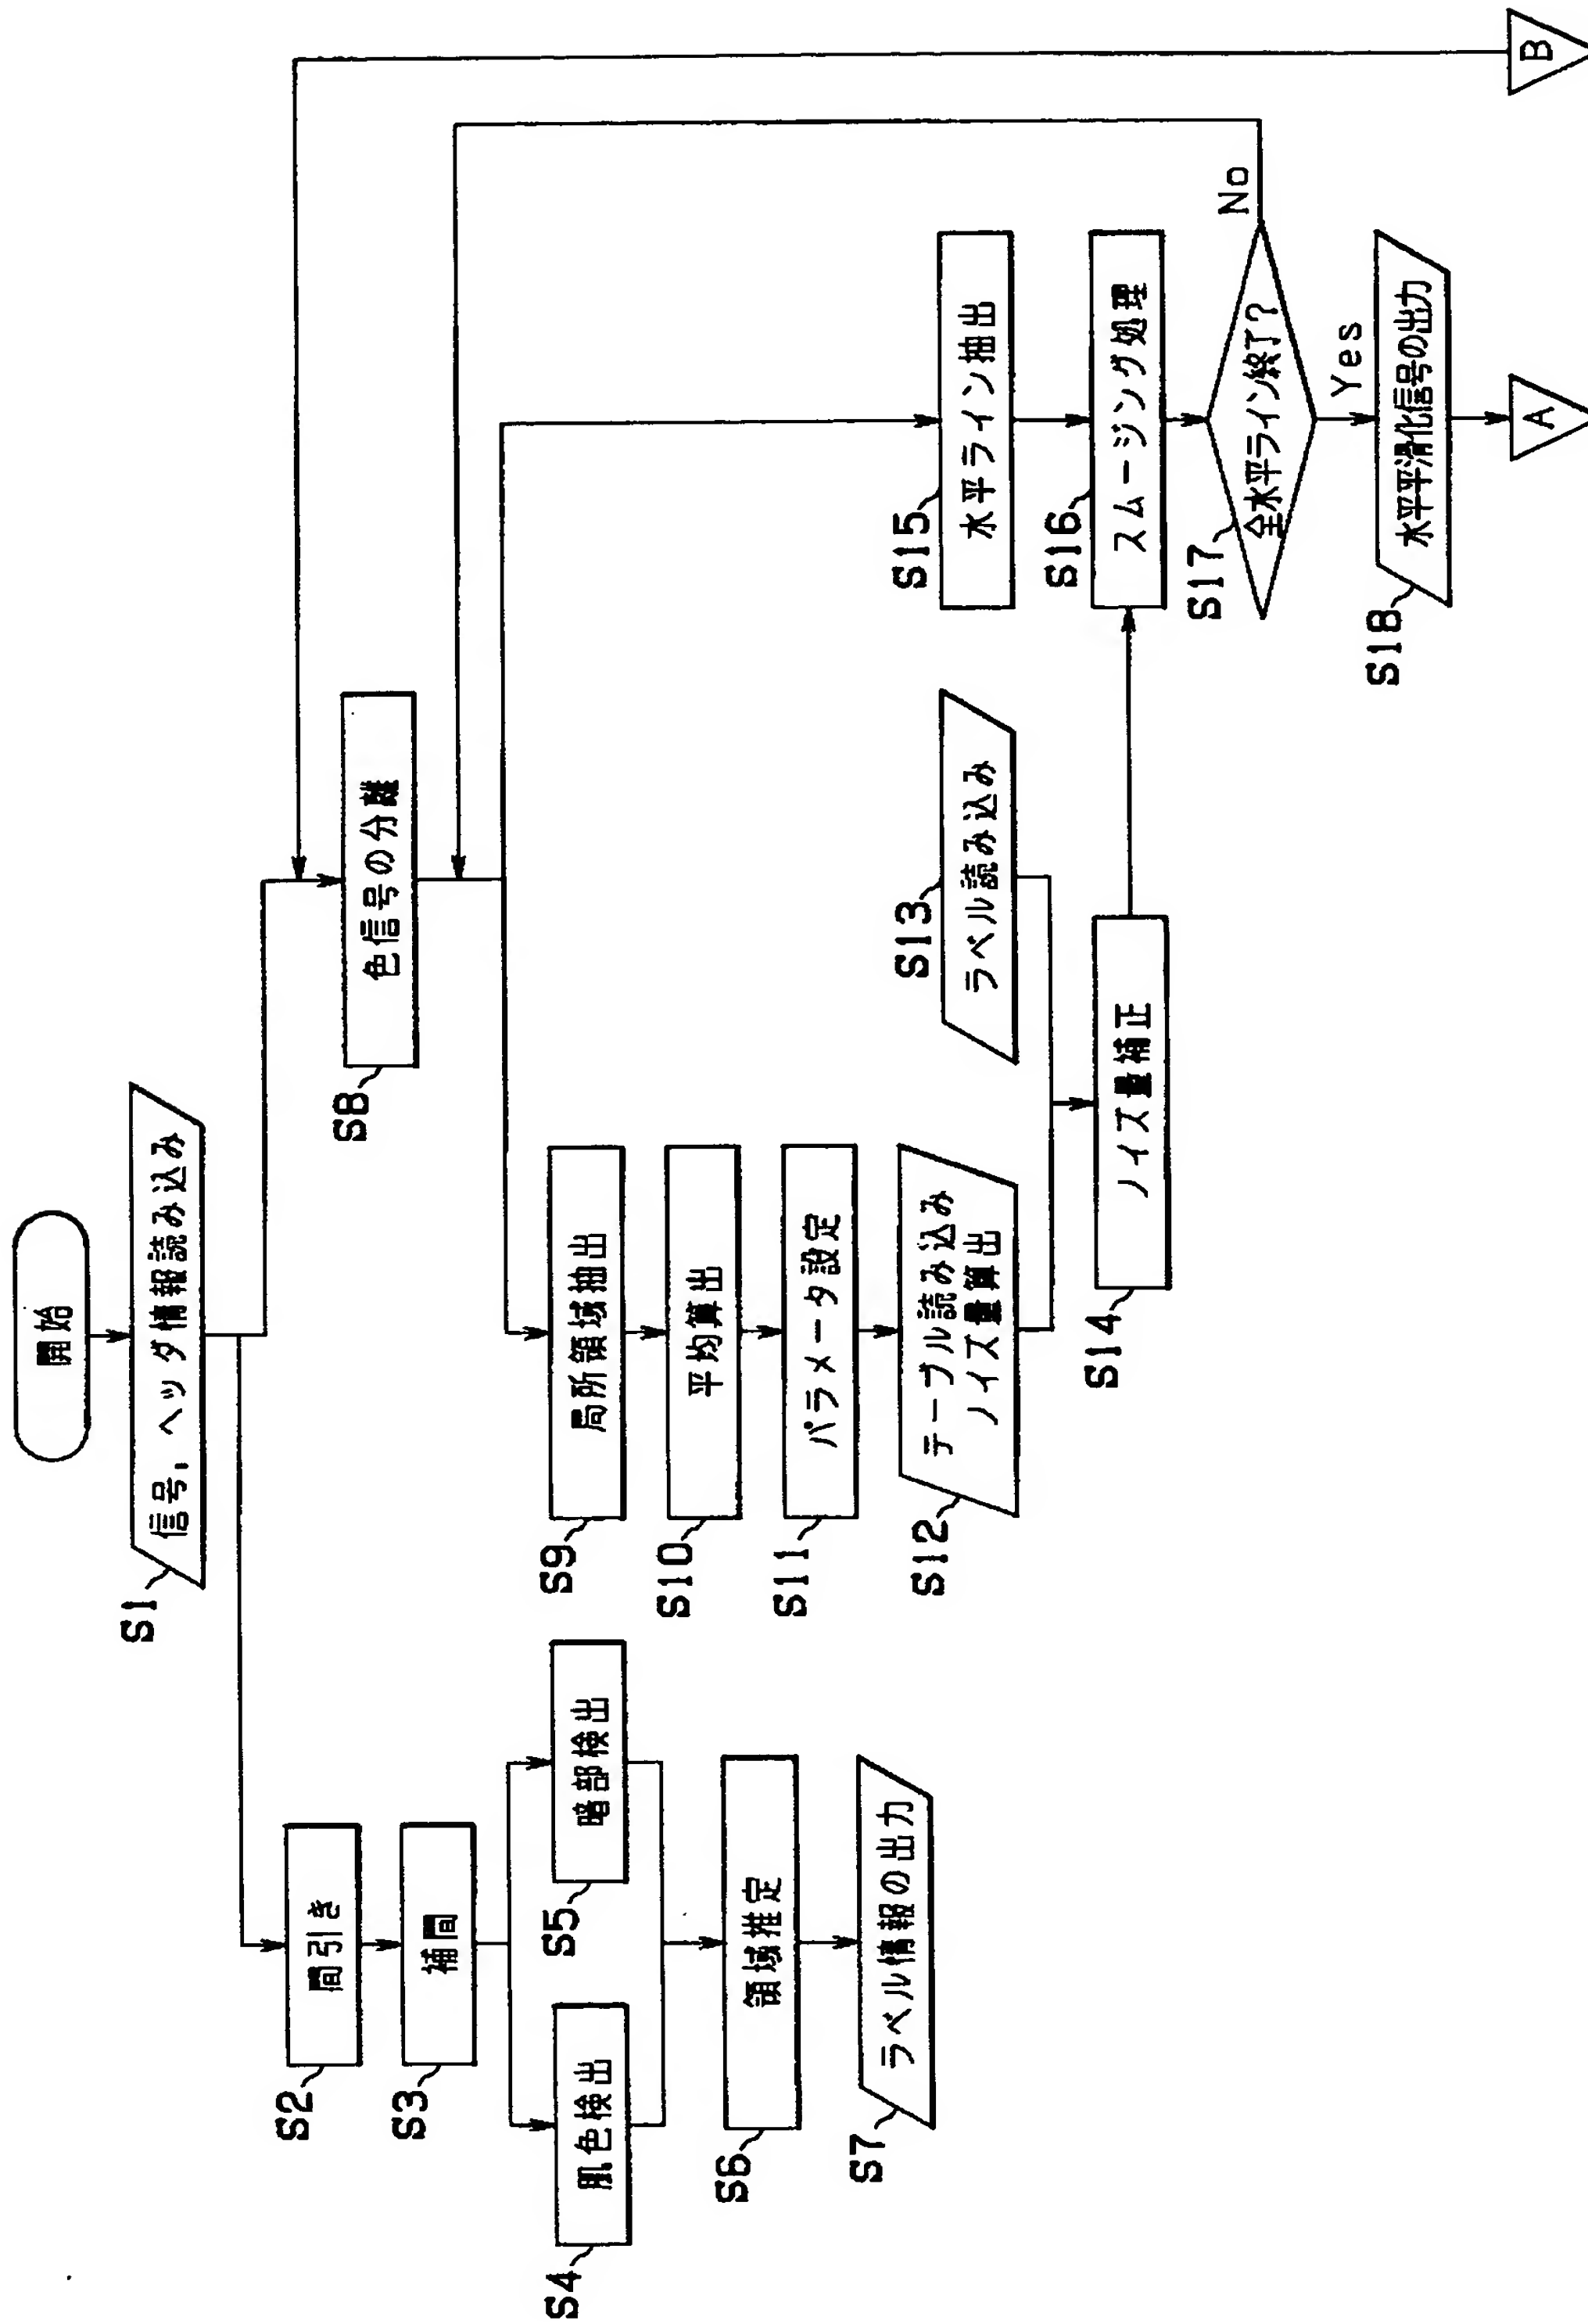 開始
S1
信号, ヘッダ情報読み込み
S2
間引き
S3
補間
S4
肌色検出
S5
暗部検出
S6
領域推定
S7
ラベル情報の出力
S8
色信号の分離
S9
局所領域抽出
S10
平均算出
S11
パラメータ設定
S12
テーブル読み込み
ノイズ量算出
S13
ラベル読み込み
S14
ノイズ量補正
S15
水平ライン抽出
S16
スムージング処理
S17
全水平ライン終了?
No
Yes
S18
水平平滑化信号の出力
A
B